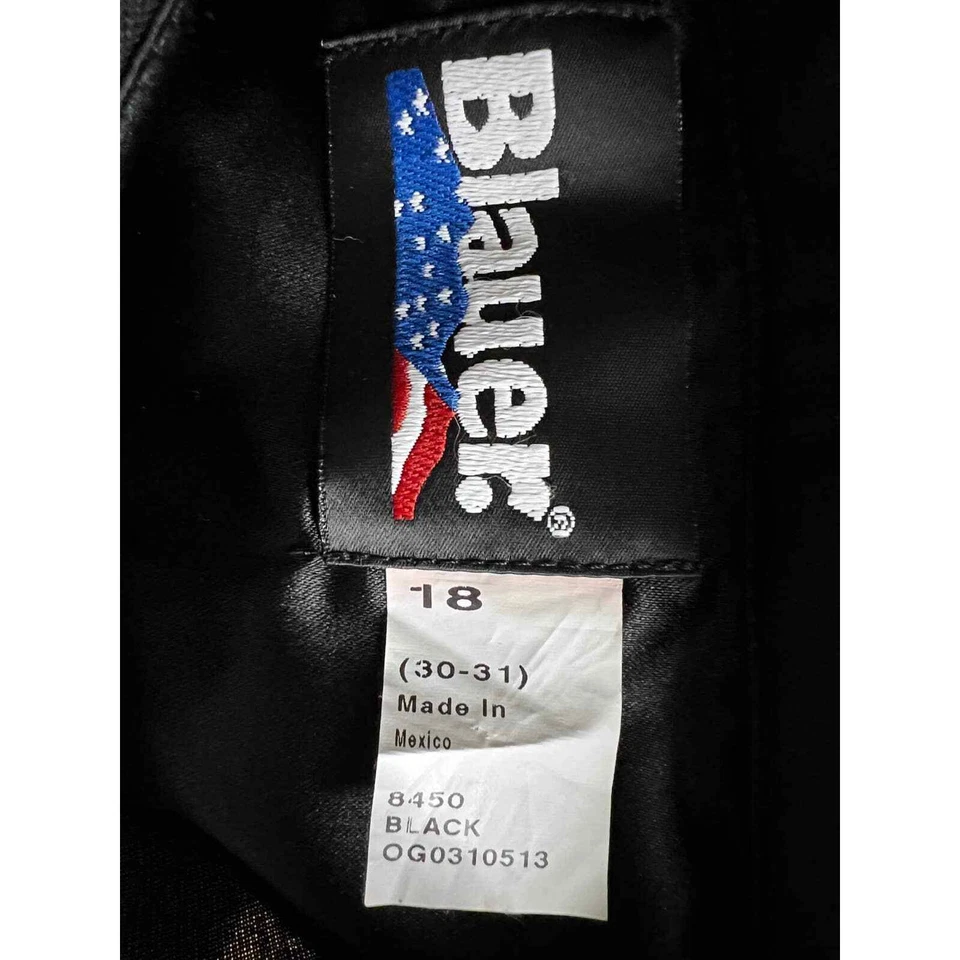 Blauer.®
18
(30-31)
Made In
Mexico
8450
BLACK
OG0310513